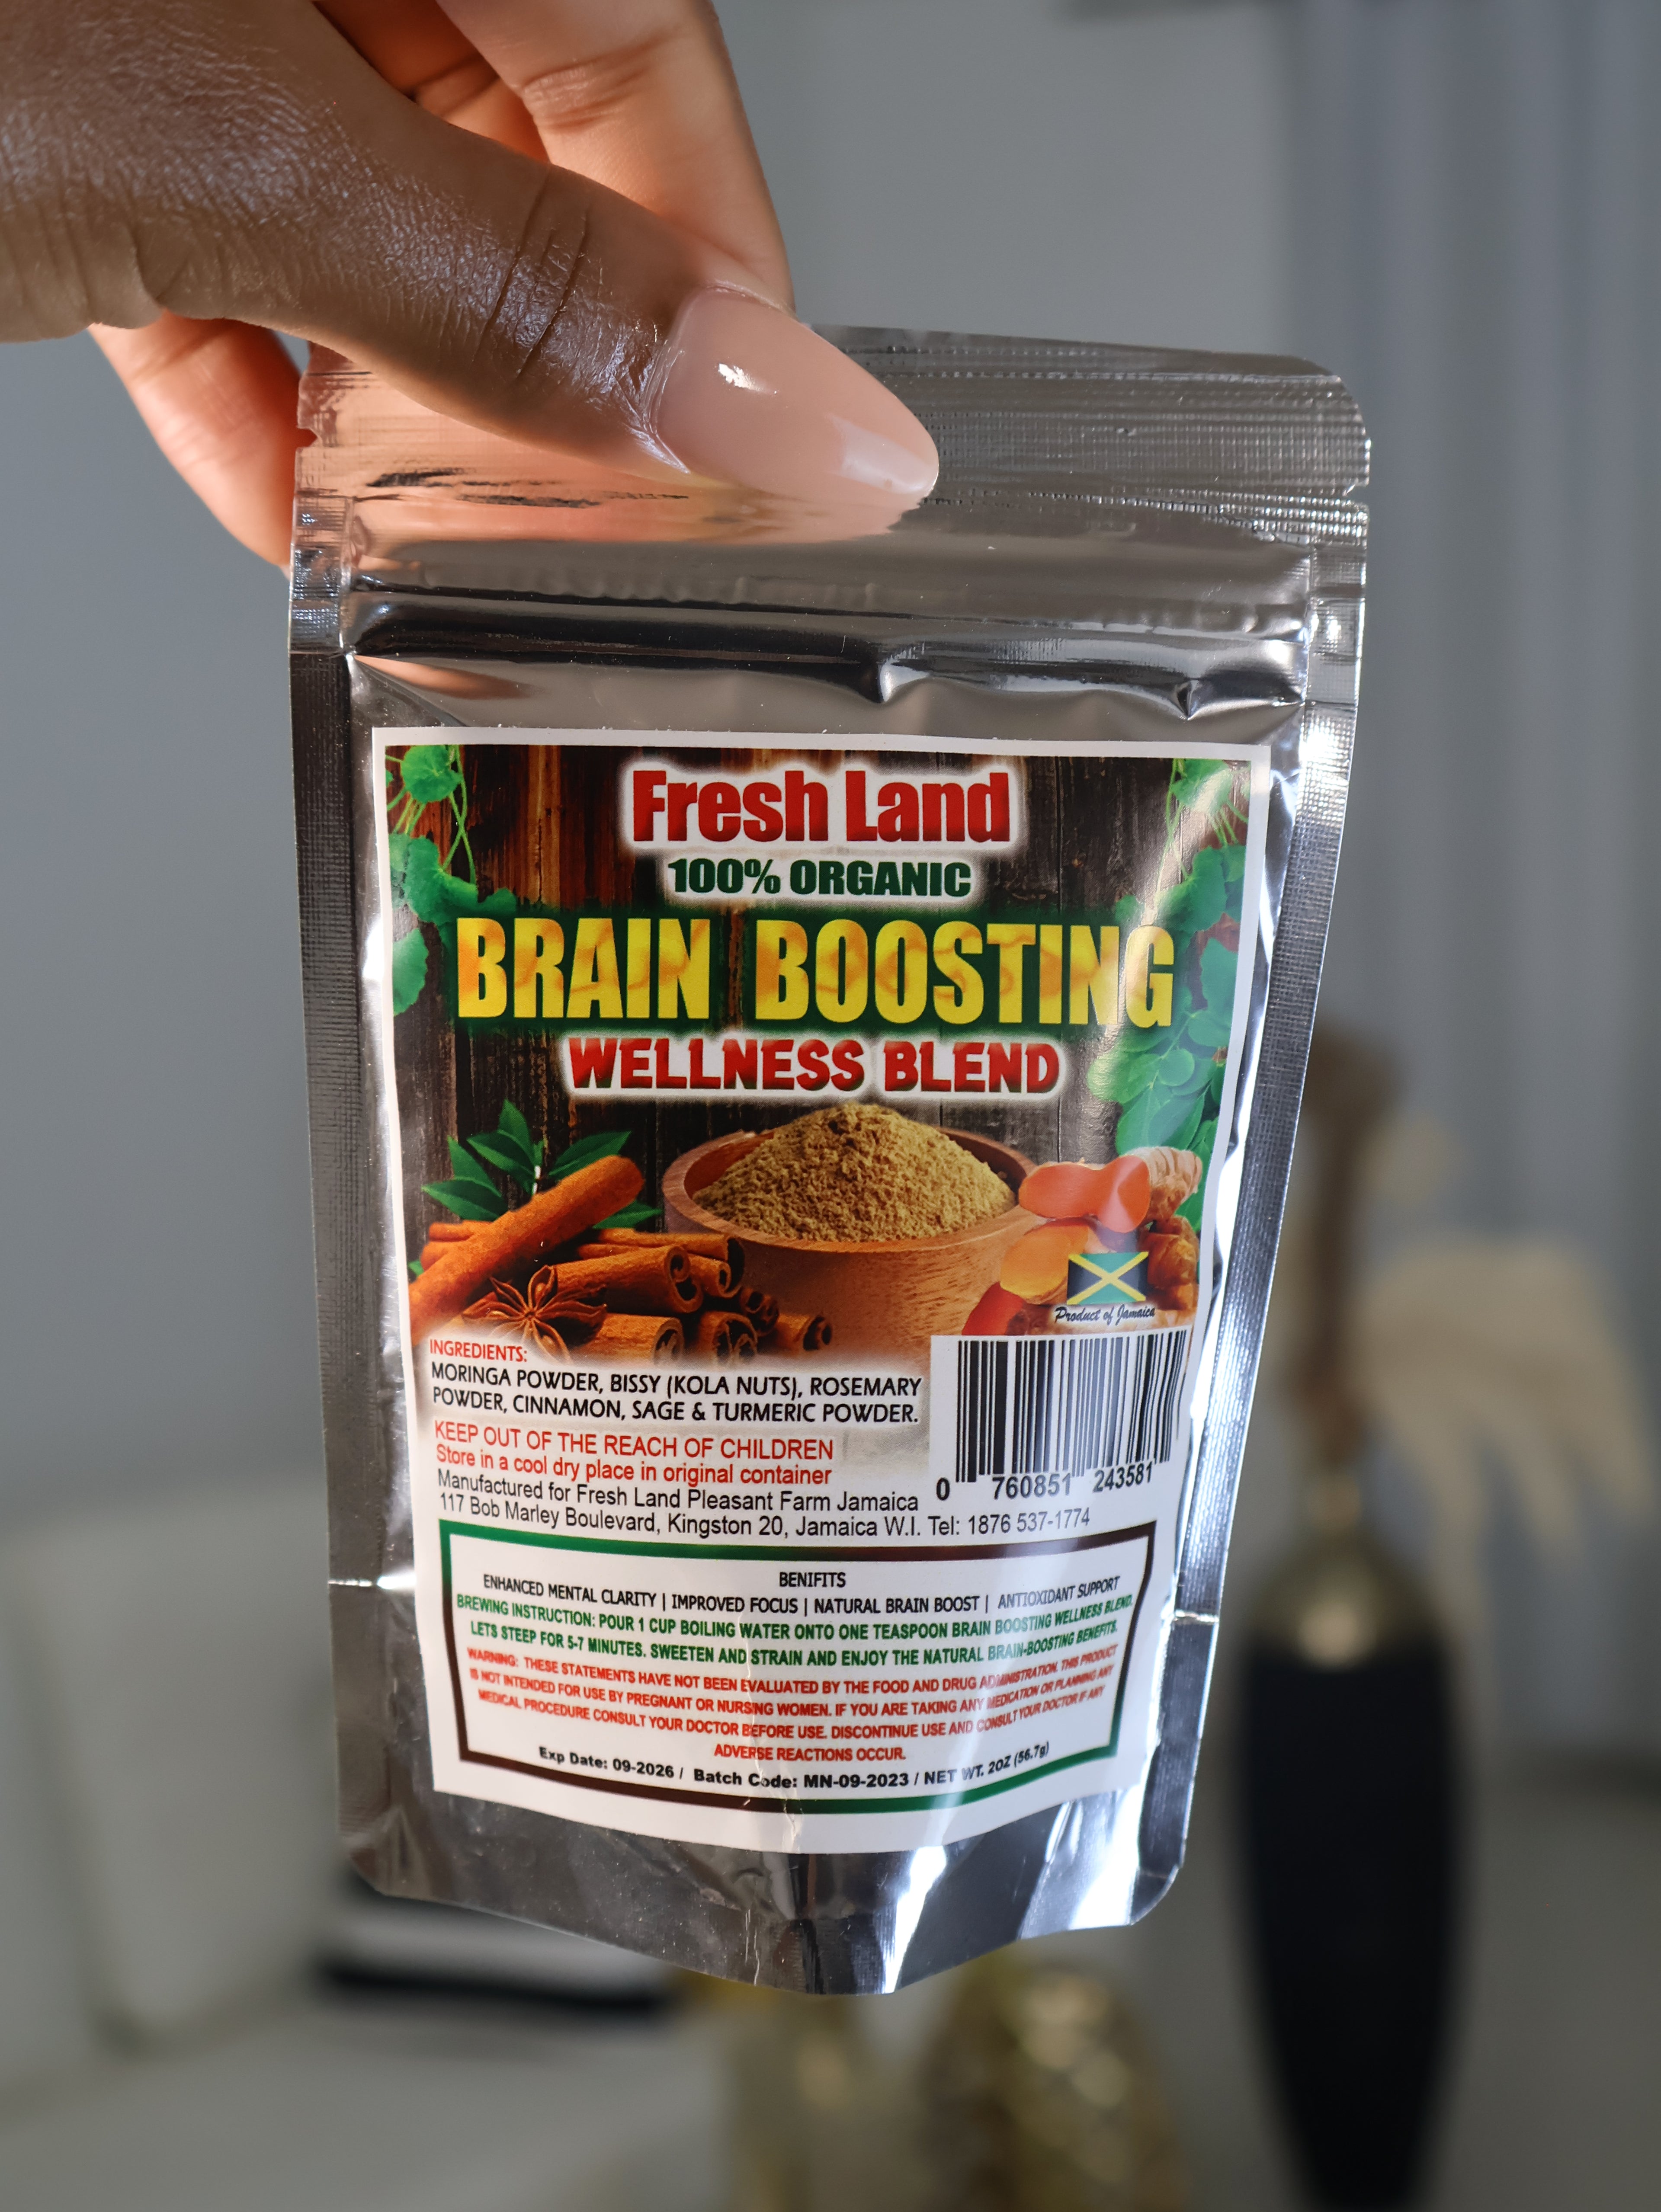 Fresh Land
100% ORGANIC
BRAIN BOOSTING
WELLNESS BLEND
Product of Jamaica
INGREDIENTS:
MORINGA POWDER, BISSY (KOLA NUTS), ROSEMARY
POWDER, CINNAMON, SAGE & TURMERIC POWDER.
KEEP OUT OF THE REACH OF CHILDREN
Store in a cool dry place in original container
Manufactured for Fresh Land Pleasant Farm Jamaica
117 Bob Marley Boulevard, Kingston 20, Jamaica W.I. Tel: 1876 537-1774
0 760851 243581
BENIFITS
ENHANCED MENTAL CLARITY | IMPROVED FOCUS | NATURAL BRAIN BOOST | ANTIOXIDANT SUPPORT
BREWING INSTRUCTION: POUR 1 CUP BOILING WATER ONTO ONE TEASPOON BRAIN BOOSTING WELLNESS BLEND.
LETS STEEP FOR 5-7 MINUTES. SWEETEN AND STRAIN AND ENJOY THE NATURAL BRAIN-BOOSTING BENEFITS.
WARNING: THESE STATEMENTS HAVE NOT BEEN EVALUATED BY THE FOOD AND DRUG ADMINISTRATION. THIS PRODUCT
IS NOT INTENDED FOR USE BY PREGNANT OR NURSING WOMEN. IF YOU ARE TAKING ANY MEDICATION OR PLANNING ANY
MEDICAL PROCEDURE CONSULT YOUR DOCTOR BEFORE USE. DISCONTINUE USE AND CONSULT YOUR DOCTOR IF ANY
ADVERSE REACTIONS OCCUR.
Exp Date: 09-2026 / Batch Code: MN-09-2023 / NET WT. 2OZ (56.7g)